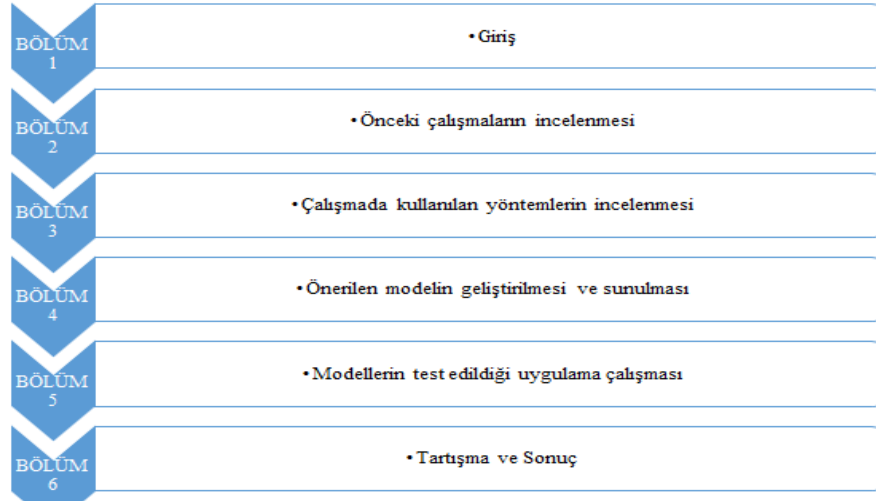 BÖLÜM
1
•Giriş
BÖLÜM
2
•Önceki çalışmaların incelenmesi
BÖLÜM
3
•Çalışmada kullanılan yöntemlerin incelenmesi
BÖLÜM
4
•Önerilen modelin geliştirilmesi ve sunulması
BÖLÜM
5
•Modellerin test edildiği uygulama çalışması
BÖLÜM
6
•Tartışma ve Sonuç